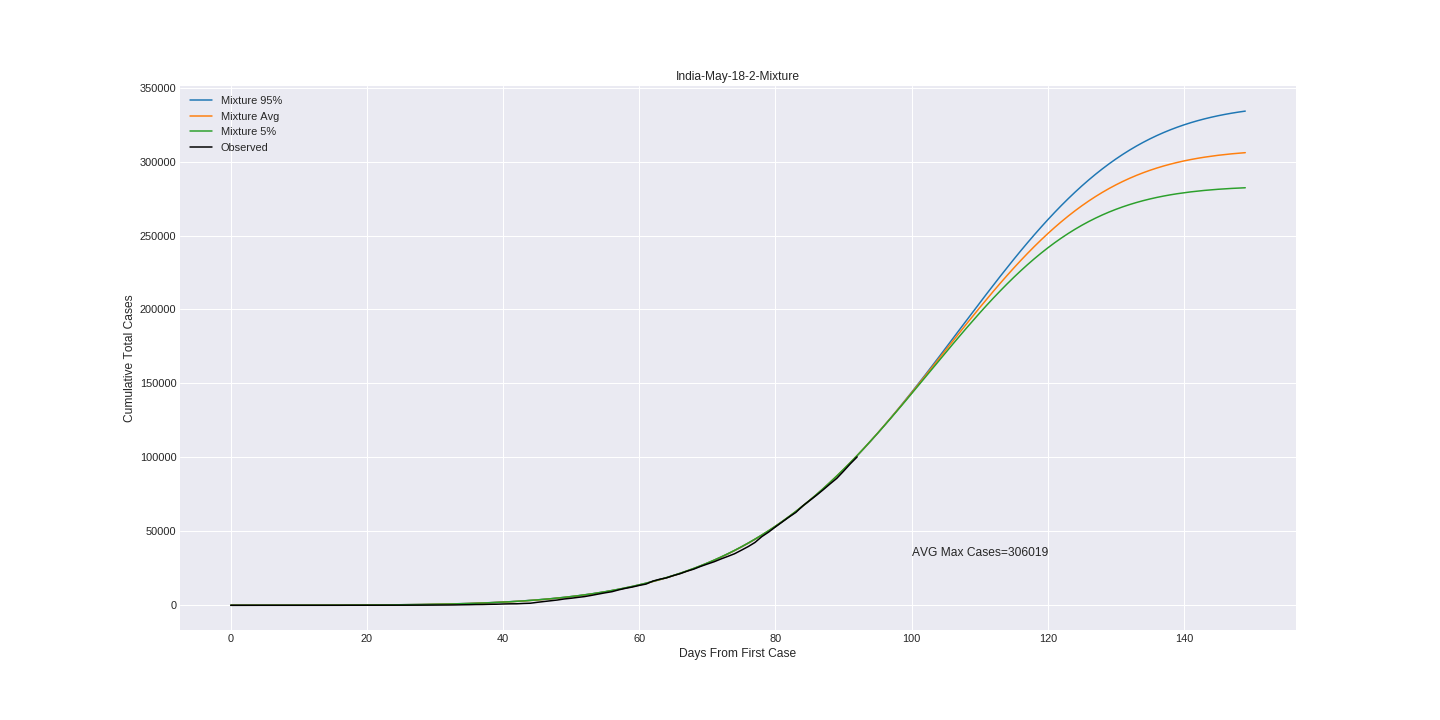 India-May-18-2-Mixture
350000
300000
250000
200000
150000
100000
50000
0
Cumulative Total Cases
Mixture 95%
Mixture Avg
Mixture 5%
Observed
AVG Max Cases=306019
0 20 40 60 80 100 120 140
Days From First Case